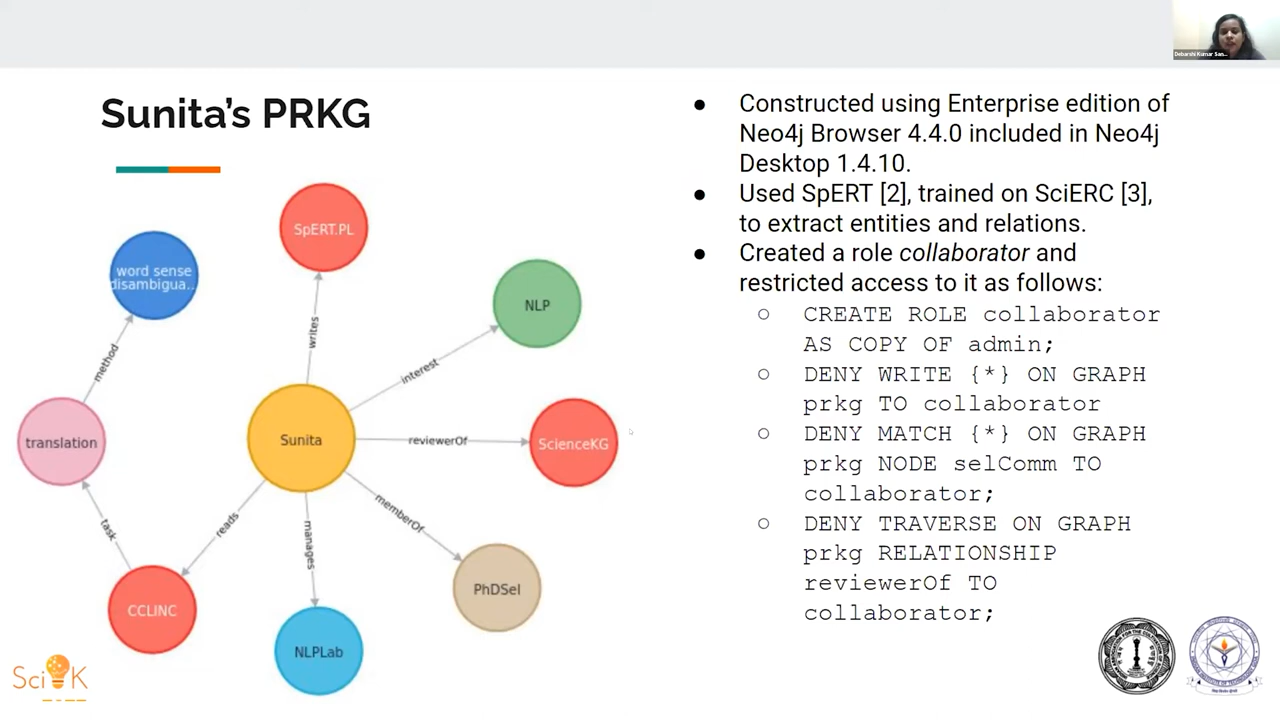 Debarshi Kumar San...
Sunita's PRKG
SpERT.PL
word sense
disambigua...
NLP
writes
method
interest
translation
Sunita
reviewerOf
ScienceKG
task
reads
manages
memberOf
PhDSel
CCLINC
NLPLab
● Constructed using Enterprise edition of
Neo4j Browser 4.4.0 included in Neo4j
Desktop 1.4.10.
● Used SpERT [2], trained on SciERC [3],
to extract entities and relations.
● Created a role collaborator and
restricted access to it as follows:
○ CREATE ROLE collaborator
AS COPY OF admin;
○ DENY WRITE {*} ON GRAPH
prkg TO collaborator
○ DENY MATCH {*} ON GRAPH
prkg NODE selComm TO
collaborator;
○ DENY TRAVERSE ON GRAPH
prkg RELATIONSHIP
reviewerOf TO
collaborator;
Sci K